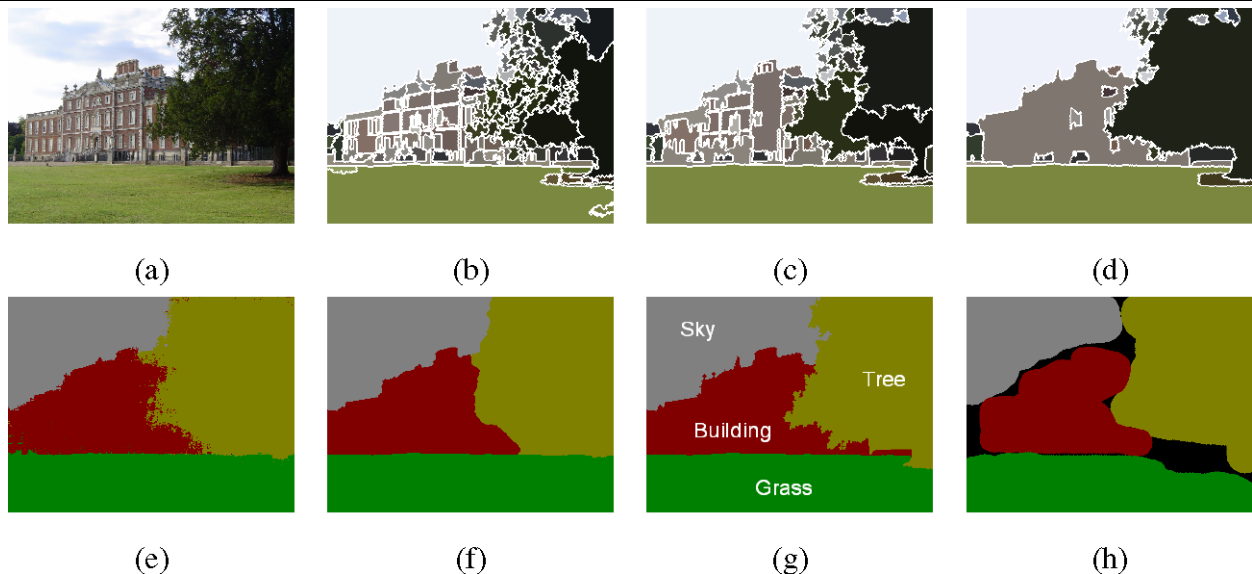 (a) (b) (c) (d)
Sky
Tree
Building
Grass
(e) (f) (g) (h)